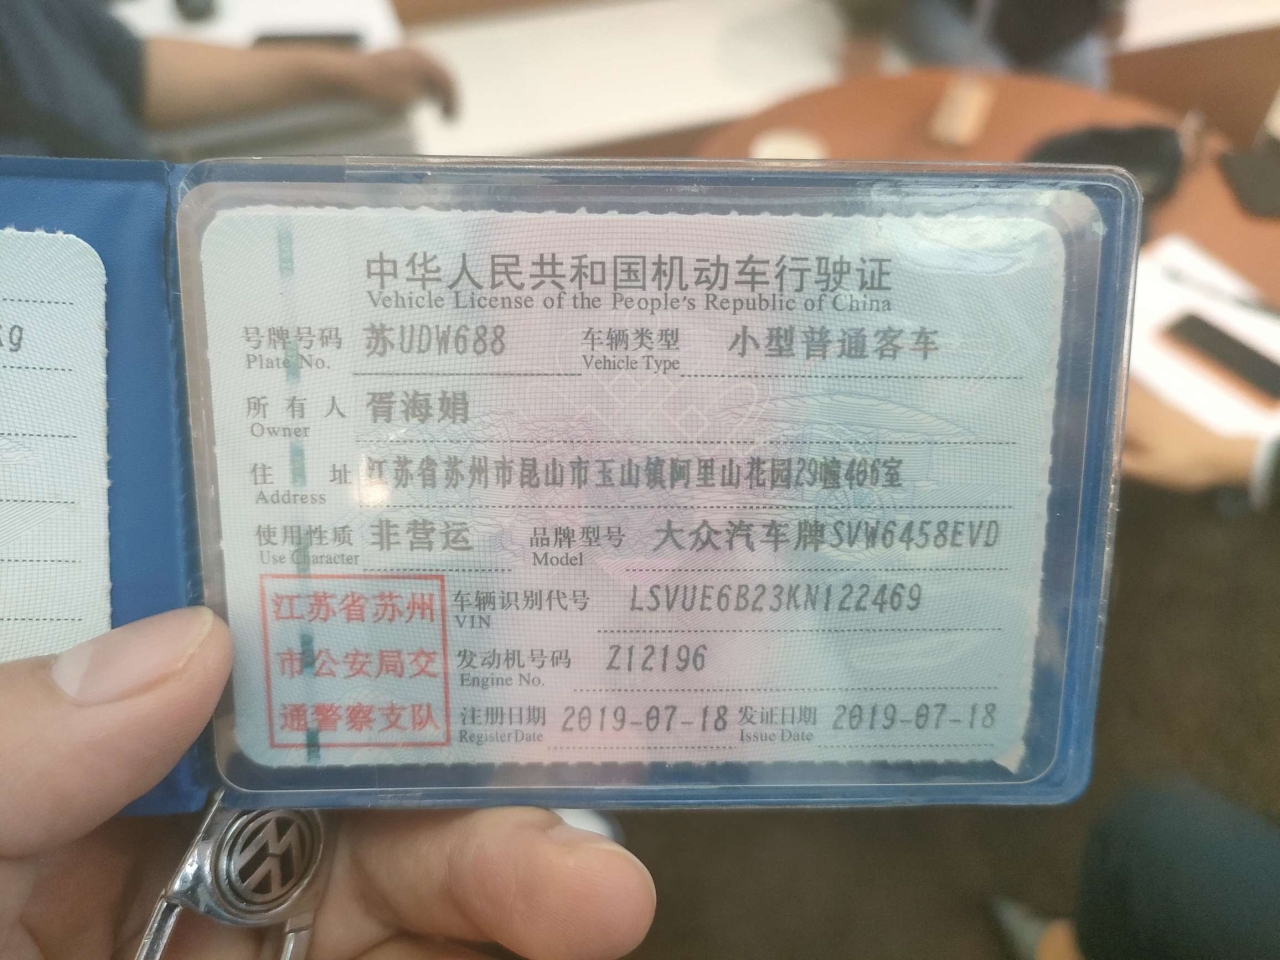 中华人民共和国机动车行驶证
Vehicle License of the People's Republic of China
号牌号码 苏UDW688 车辆类型 小型普通客车
Plate No. Vehicle Type
所有人 胥海娟
Owner
住址 江苏省苏州市昆山市玉山镇阿里山花园29幢406室
Address
使用性质 非营运 品牌型号 大众汽车牌SVW6458EVD
Use Character Model
江苏省苏州 车辆识别代号 LSVUE6B23KN122469
VIN
市公安局交 发动机号码 Z12196
Engine No.
通警察支队 注册日期 2019-07-18 发证日期 2019-07-18
Register Date Issue Date